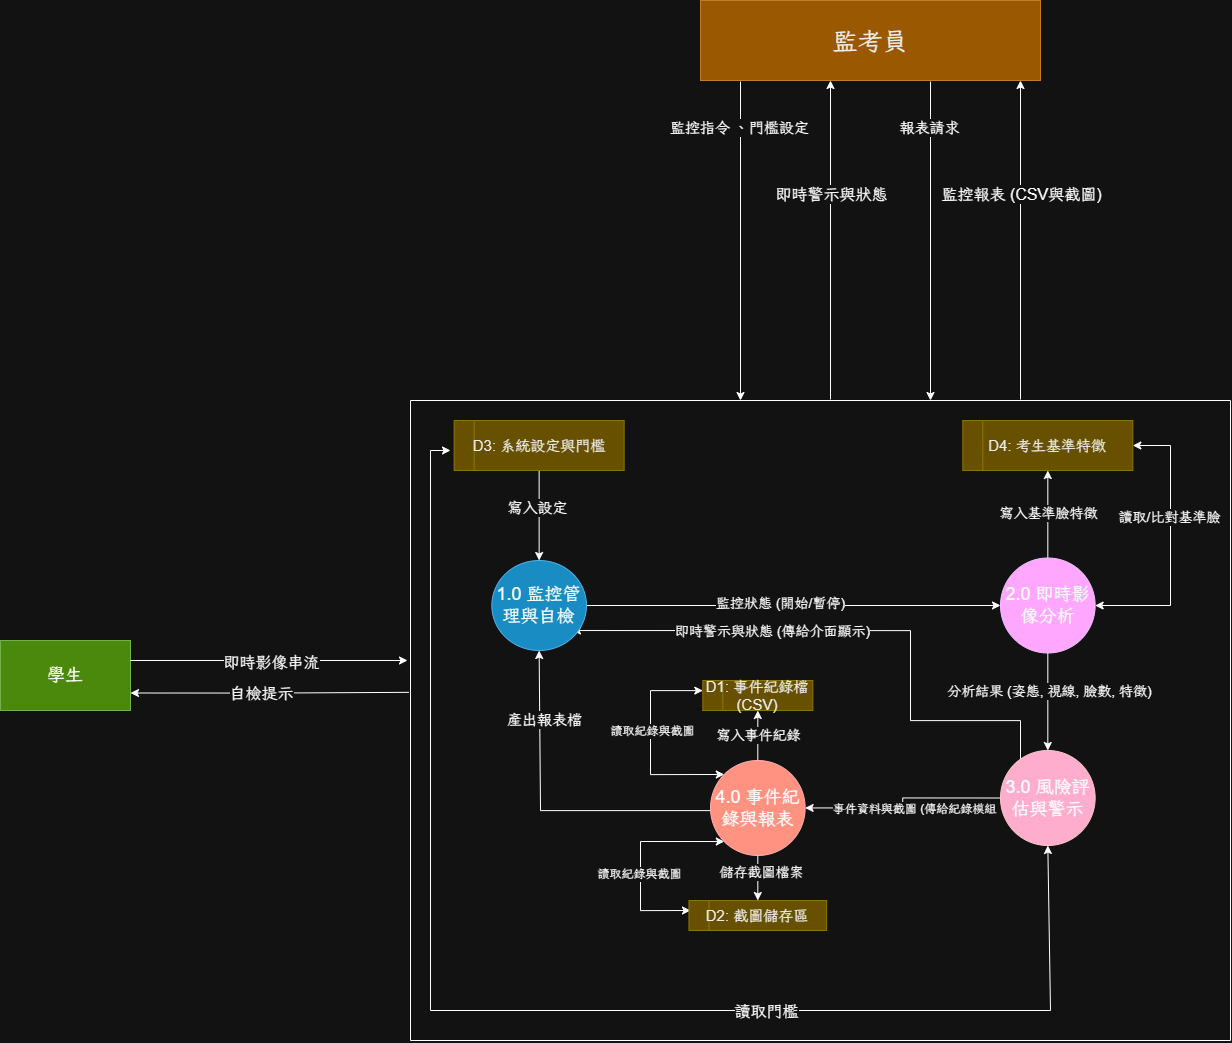 監考員
監控指令 、門檻設定
報表請求
即時警示與狀態
監控報表 (CSV與截圖)
D3: 系統設定與門檻
D4: 考生基準特徵
寫入設定
寫入基準臉特徵
讀取/比對基準臉
1.0 監控管
理與自檢
2.0 即時影
像分析
監控狀態 (開始/暫停)
即時警示與狀態 (傳給介面顯示)
學生
即時影像串流
自檢提示
分析結果 (姿態, 視線, 臉數, 特徵)
D1: 事件紀錄檔
(CSV)
產出報表檔
讀取紀錄與截圖
寫入事件紀錄
4.0 事件紀
錄與報表
3.0 風險評
估與警示
事件資料與截圖 (傳給紀錄模組
讀取紀錄與截圖
儲存截圖檔案
D2: 截圖儲存區
讀取門檻